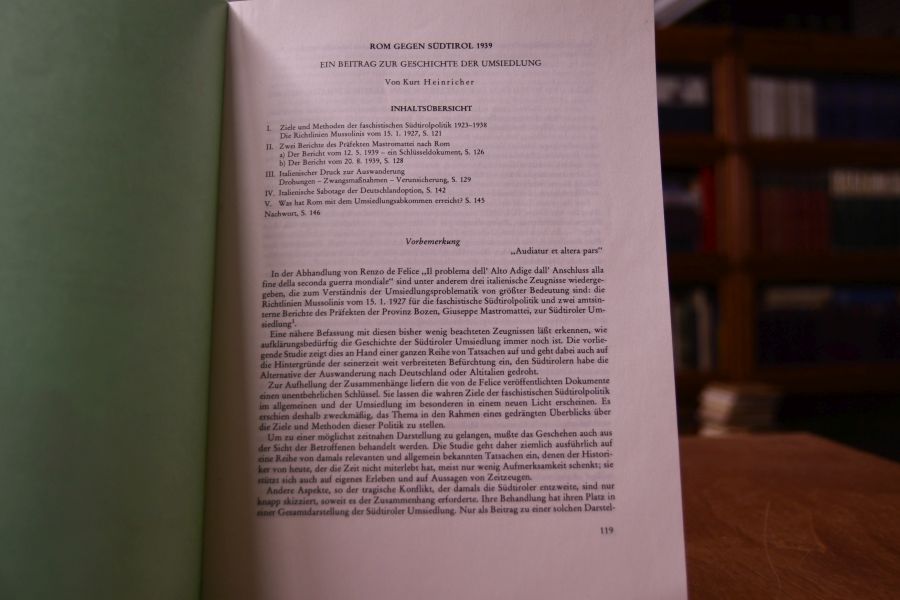 ROM GEGEN SÜDTIROL 1939
EIN BEITRAG ZUR GESCHICHTE DER UMSIEDLUNG
Von Kurt Heinricher
INHALTSÜBERSICHT
I. Ziele und Methoden der faschistischen Südtirolpolitik 1923–1938
Die Richtlinien Mussolinis vom 15. 1. 1927, S. 121
II. Zwei Berichte des Präfekten Mastromattei nach Rom
a) Der Bericht vom 12. 5. 1939 – ein Schlüsseldokument, S. 126
b) Der Bericht vom 20. 8. 1939, S. 128
III. Italienischer Druck zur Auswanderung
Drohungen – Zwangsmaßnahmen – Verunsicherung, S. 129
IV. Italienische Sabotage der Deutschlandoption, S. 142
V. Was hat Rom mit dem Umsiedlungsabkommen erreicht? S. 145
Nachwort, S. 146
Vorbemerkung
„Audiatur et altera pars“
In der Abhandlung von Renzo de Felice „Il problema dell' Alto Adige dall' Anschluss alla
fine della seconda guerra mondiale“ sind unter anderem drei italienische Zeugnisse wiederge-
geben, die zum Verständnis der Umsiedlungsproblematik von größter Bedeutung sind: die
Richtlinien Mussolinis vom 15. 1. 1927 für die faschistische Südtirolpolitik und zwei amtsin-
terne Berichte des Präfekten der Provinz Bozen, Giuseppe Mastromattei, zur Südtiroler Um-
siedlung¹.
Eine nähere Befassung mit diesen bisher wenig beachteten Zeugnissen läßt erkennen, wie
aufklärungsbedürftig die Geschichte der Südtiroler Umsiedlung immer noch ist. Die vorlie-
gende Studie zeigt dies an Hand einer ganzen Reihe von Tatsachen auf und geht dabei auch auf
die Hintergründe der seinerzeit weit verbreiteten Befürchtung ein, den Südtirolern habe die
Alternative der Auswanderung nach Deutschland oder Altitalien gedroht.
Zur Aufhellung der Zusammenhänge liefern die von de Felice veröffentlichten Dokumente
einen unentbehrlichen Schlüssel. Sie lassen die wahren Ziele der faschistischen Südtirolpolitik
im allgemeinen und der Umsiedlung im besonderen in einem neuen Licht erscheinen. Es
erschien deshalb zweckmäßig, das Thema in den Rahmen eines gedrängten Überblicks über
die Ziele und Methoden dieser Politik zu stellen.
Um zu einer möglichst zeitnahen Darstellung zu gelangen, mußte das Geschehen auch aus
der Sicht der Betroffenen behandelt werden. Die Studie geht daher ziemlich ausführlich auf
eine Reihe von damals relevanten und allgemein bekannten Tatsachen ein, denen der Histori-
ker von heute, der die Zeit nicht miterlebt hat, meist nur wenig Aufmerksamkeit schenkt; sie
stützt sich auch auf eigenes Erleben und auf Aussagen von Zeitzeugen.
Andere Aspekte, so der tragische Konflikt, der damals die Südtiroler entzweite, sind nur
knapp skizziert, soweit es der Zusammenhang erforderte. Ihre Behandlung hat ihren Platz in
einer Gesamtdarstellung der Südtiroler Umsiedlung. Nur als Beitrag zu einer solchen Darstel-
119